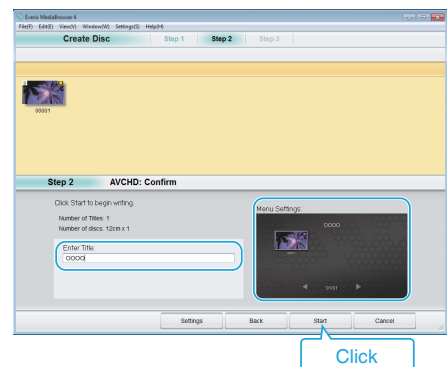 Everio MediaBrowser 4
File(F) Edit(E) View(V) Window(W) Settings(S) Help(H)
Create Disc Step 1 Step 2 Step 3
00001
Step 2 AVCHD: Confirm
Click Start to begin writing.
Number of Titles: 1
Number of discs: 12cm x 1
Enter Title:
OOOO
Menu Settings:
OOOO
01/01
Settings Back Start Cancel
Click